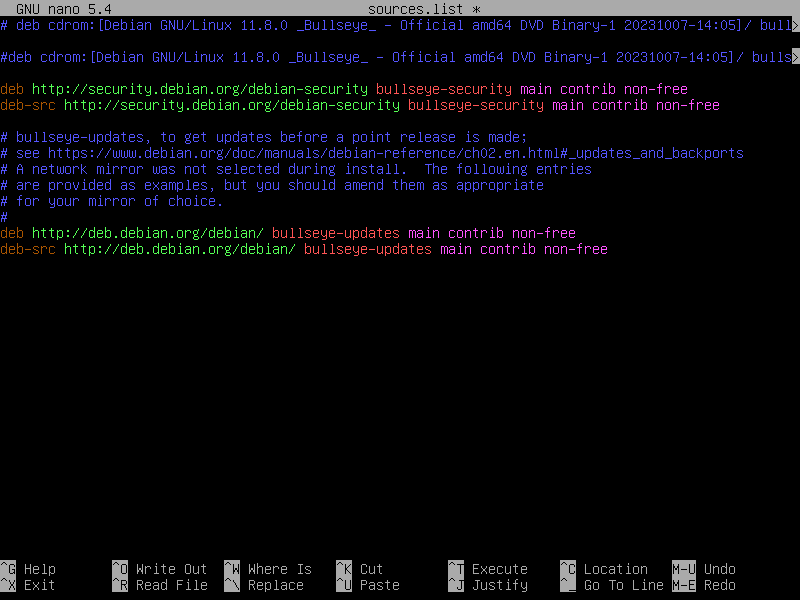 GNU nano 5.4 sources.list *
# deb cdrom:[Debian GNU/Linux 11.8.0 _Bullseye_ - Official amd64 DVD Binary-1 20231007-14:05]/ bull>
#deb cdrom:[Debian GNU/Linux 11.8.0 _Bullseye_ - Official amd64 DVD Binary-1 20231007-14:05]/ bulls>
deb http://security.debian.org/debian-security bullseye-security main contrib non-free
deb-src http://security.debian.org/debian-security bullseye-security main contrib non-free
# bullseye-updates, to get updates before a point release is made;
# see https://www.debian.org/doc/manuals/debian-reference/ch02.en.html#_updates_and_backports
# A network mirror was not selected during install.  The following entries
# are provided as examples, but you should amend them as appropriate
# for your mirror of choice.
#
deb http://deb.debian.org/debian/ bullseye-updates main contrib non-free
deb-src http://deb.debian.org/debian/ bullseye-updates main contrib non-free
^G Help ^O Write Out ^W Where Is ^K Cut ^T Execute ^C Location M-U Undo
^X Exit ^R Read File ^\ Replace ^U Paste ^J Justify ^_ Go To Line M-E Redo